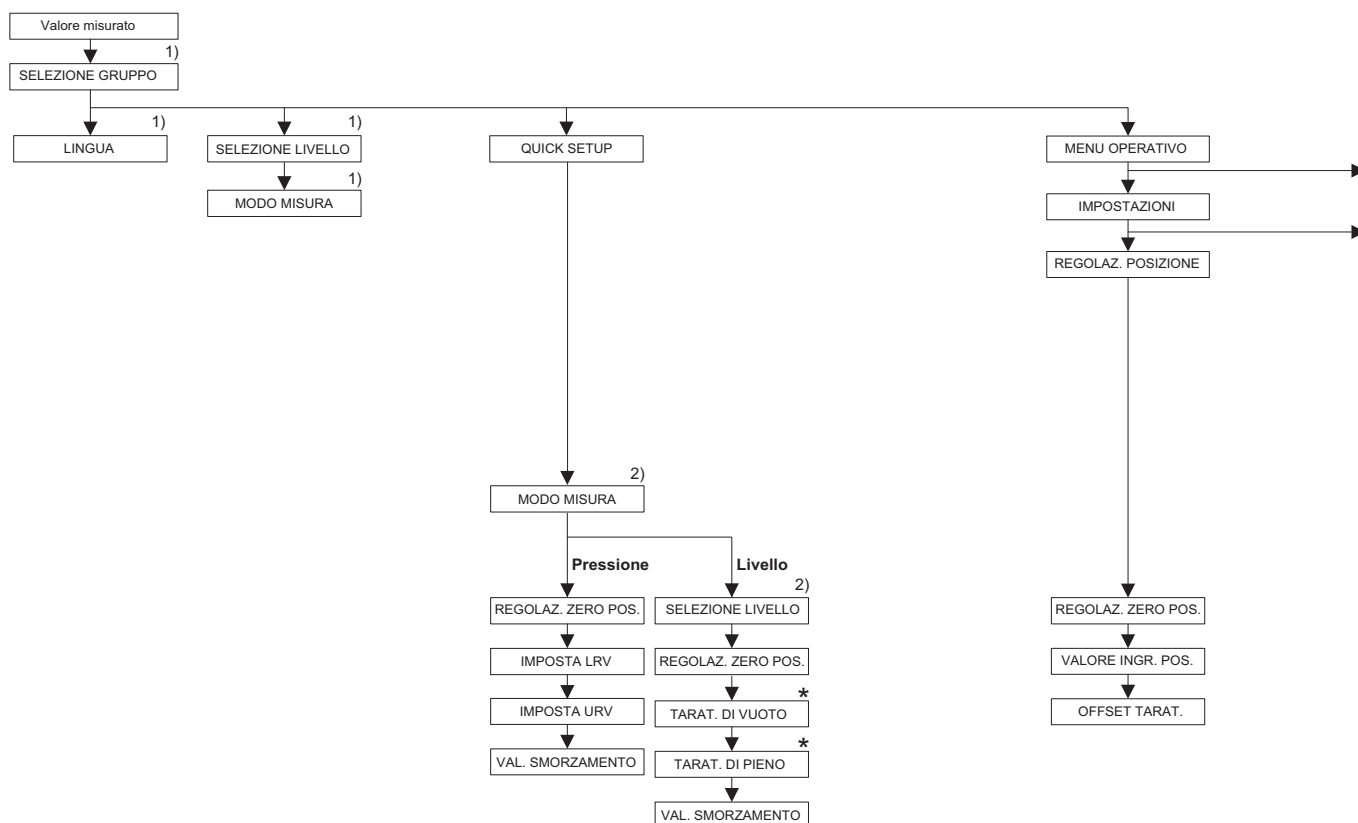 Valore misurato
1)
SELEZIONE GRUPPO
1)
LINGUA
1)
SELEZIONE LIVELLO
1)
MODO MISURA
QUICK SETUP
2)
MODO MISURA
Pressione
REGOLAZ. ZERO POS.
IMPOSTA LRV
IMPOSTA URV
VAL. SMORZAMENTO
Livello
2)
SELEZIONE LIVELLO
REGOLAZ. ZERO POS.
*
TARAT. DI VUOTO
*
TARAT. DI PIENO
VAL. SMORZAMENTO
MENU OPERATIVO
IMPOSTAZIONI
REGOLAZ. POSIZIONE
REGOLAZ. ZERO POS.
VALORE INGR. POS.
OFFSET TARAT.